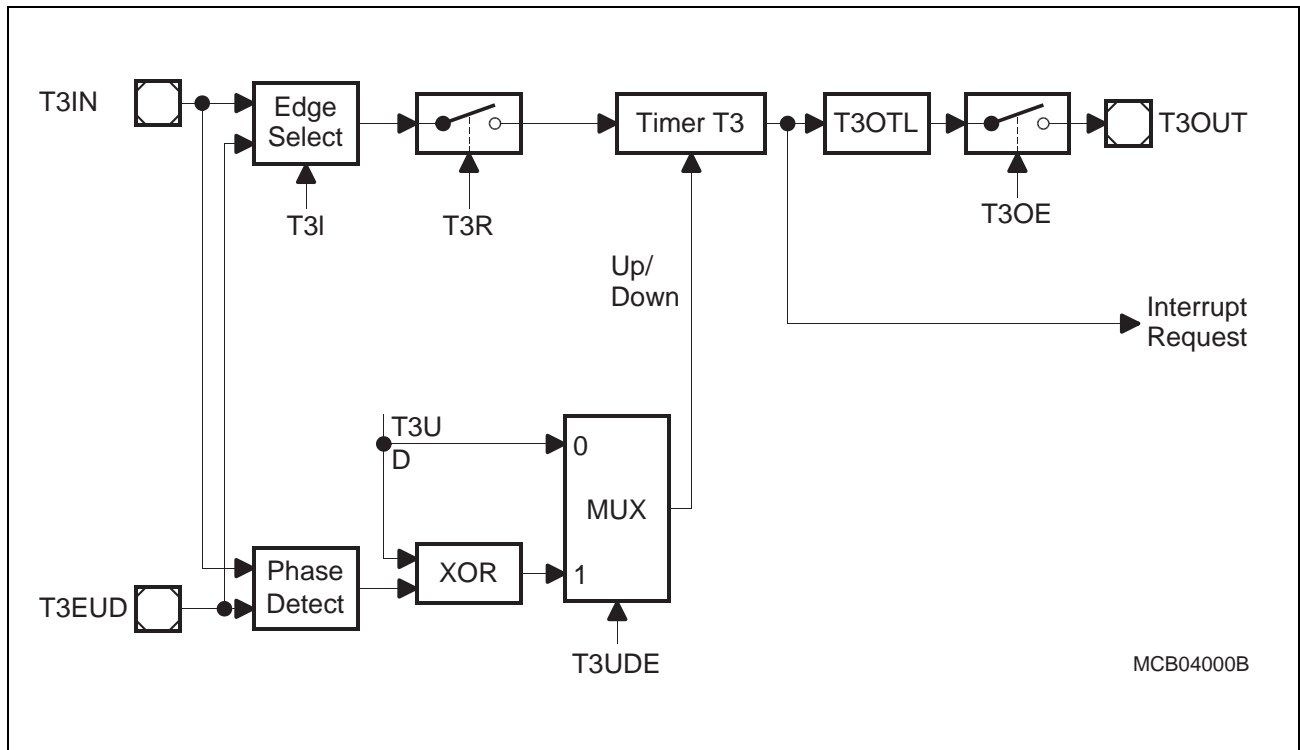 T3IN
Edge
Select
Timer T3
T3OTL
T3OUT
T3I
T3R
T3OE
Up/
Down
Interrupt
Request
T3U
D
0
MUX
1
XOR
Phase
Detect
T3EUD
T3UDE
MCB04000B